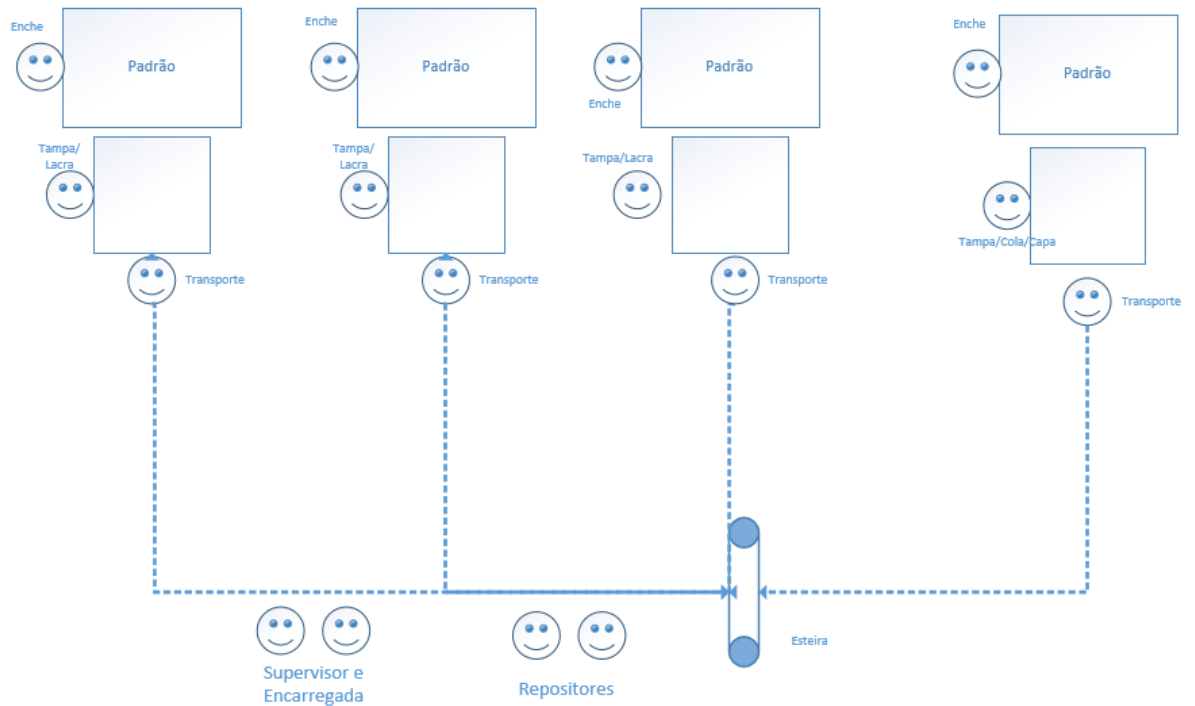 Enche
Padrão
Enche
Padrão
Enche
Padrão
Enche
Padrão
Tampa/
Lacra
Tampa/
Lacra
Tampa/Lacra
Tampa/Cola/Capa
Transporte
Transporte
Transporte
Transporte
Esteira
Supervisor e
Encarregada
Repositores